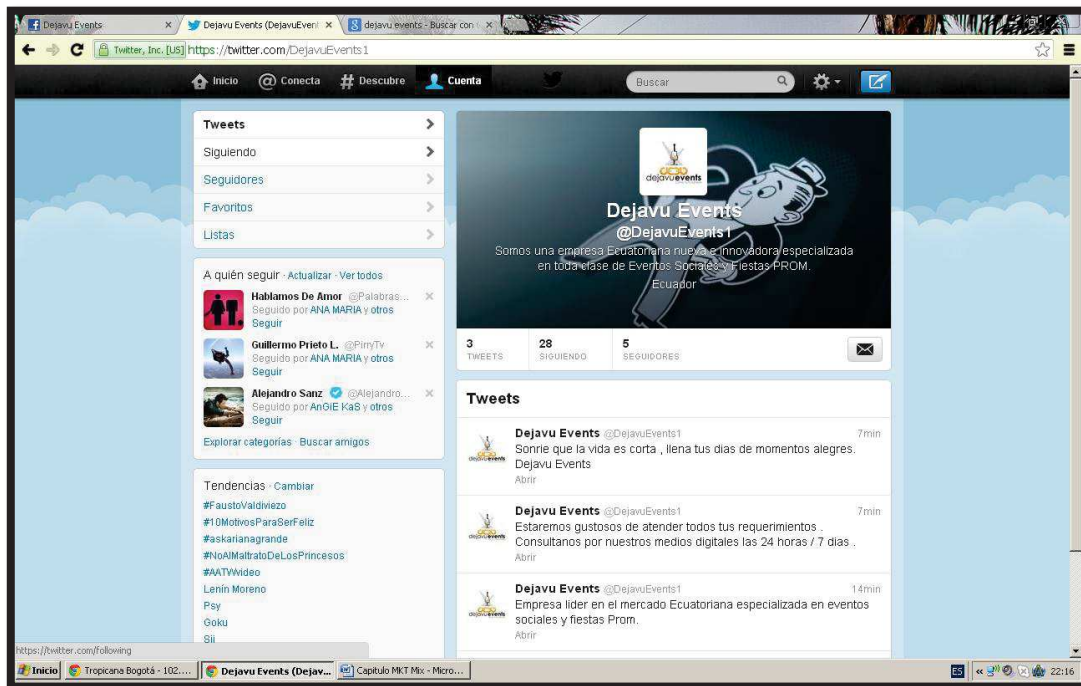 Dejavu Events
Dejavu Events (DejavuEven
dejavu events - Buscar con
Twitter, Inc. [US] https://twitter.com/DejavuEvents1
Inicio @ Conecta # Descubre Cuenta Buscar
Tweets
Siguiendo
Seguidores
Favoritos
Listas
A quién seguir · Actualizar · Ver todos
Hablamos De Amor @Palabras...
Seguido por ANA MARIA y otros
Seguir
Guillermo Prieto L. @PirryTv
Seguido por ANA MARIA y otros
Seguir
Alejandro Sanz @Alejandro...
Seguido por AnGiE KaS y otros
Seguir
Explorar categorías · Buscar amigos
Tendencias · Cambiar
#FaustoValdiviezo
#10MotivosParaSerFeliz
#askarianagrande
#NoAlMaltratoDeLosPrincesos
#AATWvideo
Lenín Moreno
Psy
Goku
Sii
dejavuevents
Dejavu Events
@DejavuEvents1
Somos una empresa Ecuatoriana nueva e innovadora especializada
en toda clase de Eventos Sociales y Fiestas PROM.
Ecuador
3 TWEETS
28 SIGUIENDO
5 SEGUIDORES
Tweets
Dejavu Events @DejavuEvents1 7min
Sonrie que la vida es corta , llena tus dias de momentos alegres.
Dejavu Events
Abrir
dejavuevents
Dejavu Events @DejavuEvents1 7min
Estaremos gustosos de atender todos tus requerimientos .
Consultanos por nuestros medios digitales las 24 horas / 7 dias .
Abrir
dejavuevents
Dejavu Events @DejavuEvents1 14min
Empresa lider en el mercado Ecuatoriana especializada en eventos
sociales y fiestas Prom.
Abrir
dejavuevents
https://twitter.com/following
Inicio Tropicana Bogotá - 102.... Dejavu Events (Dejav... Capitulo MKT Mix - Micro... ES « 22:16